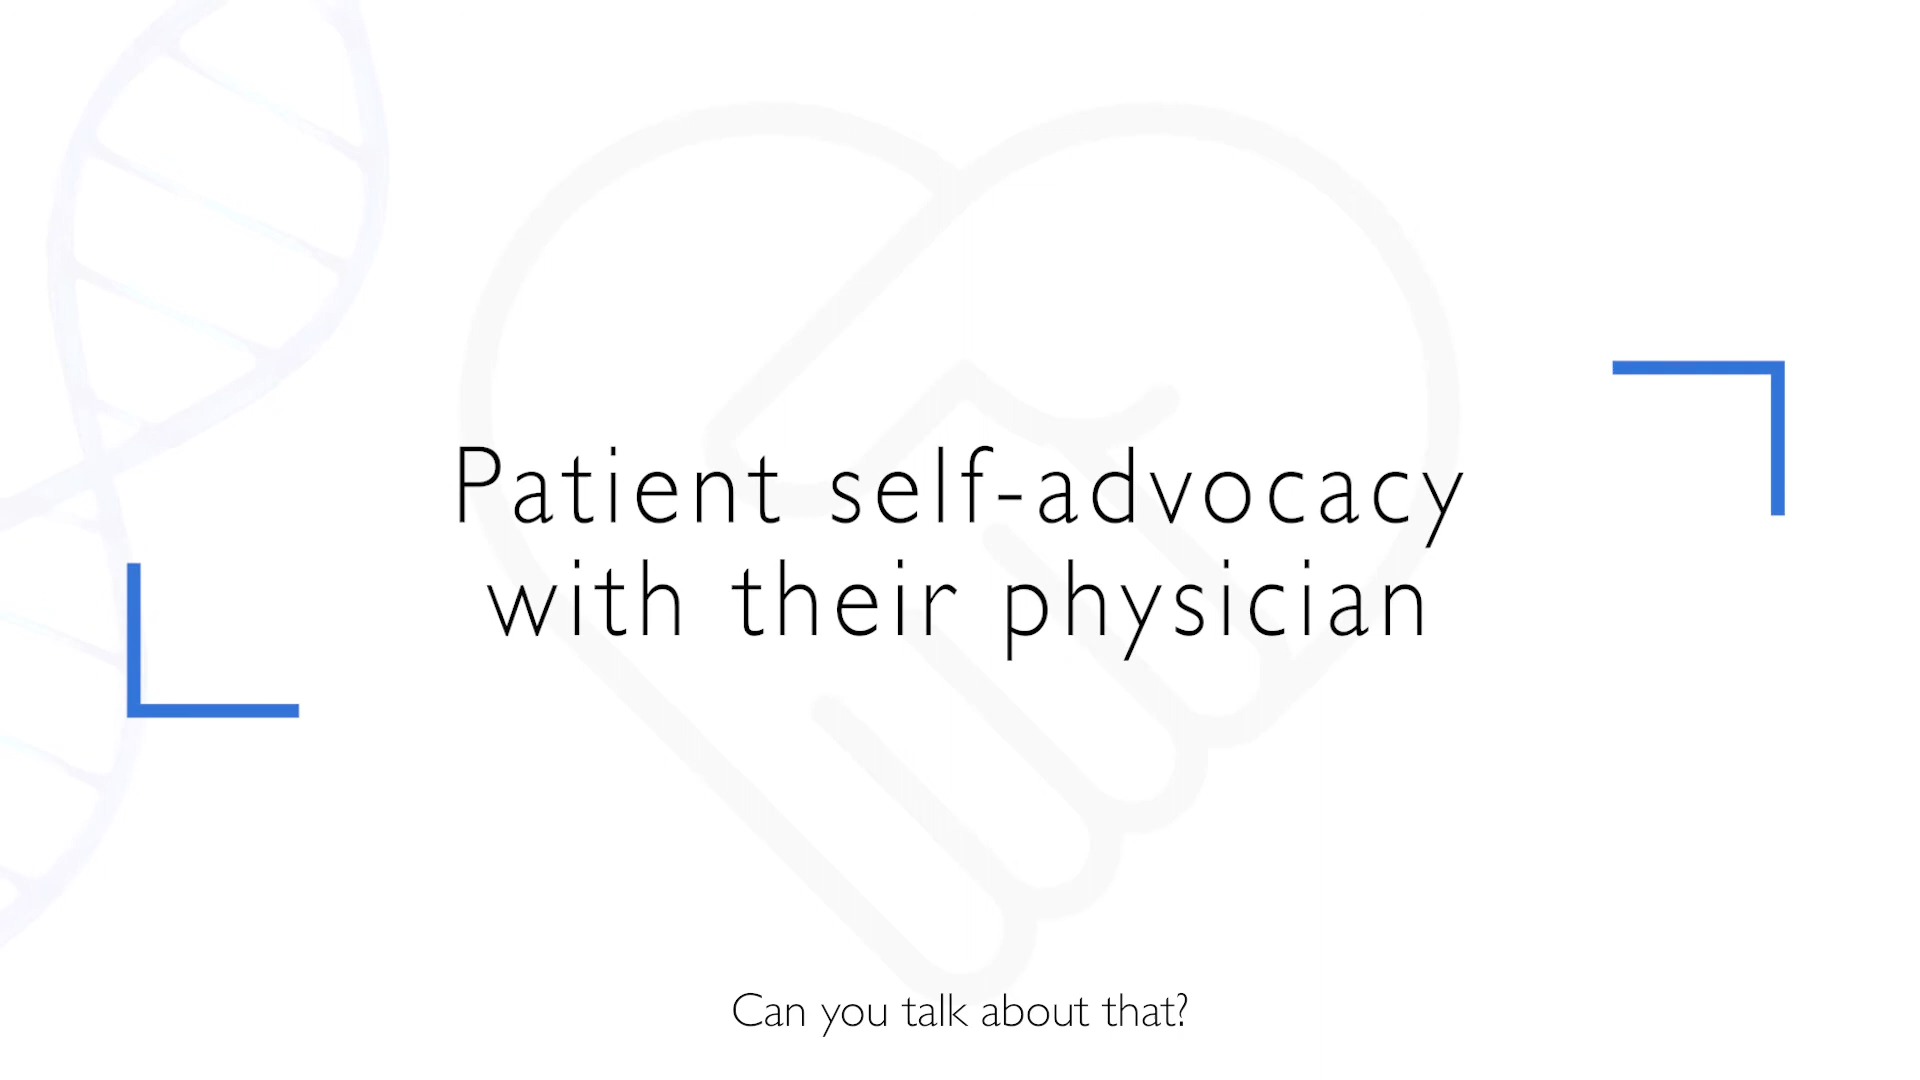 Patient self-advocacy
with their physician
Can you talk about that?